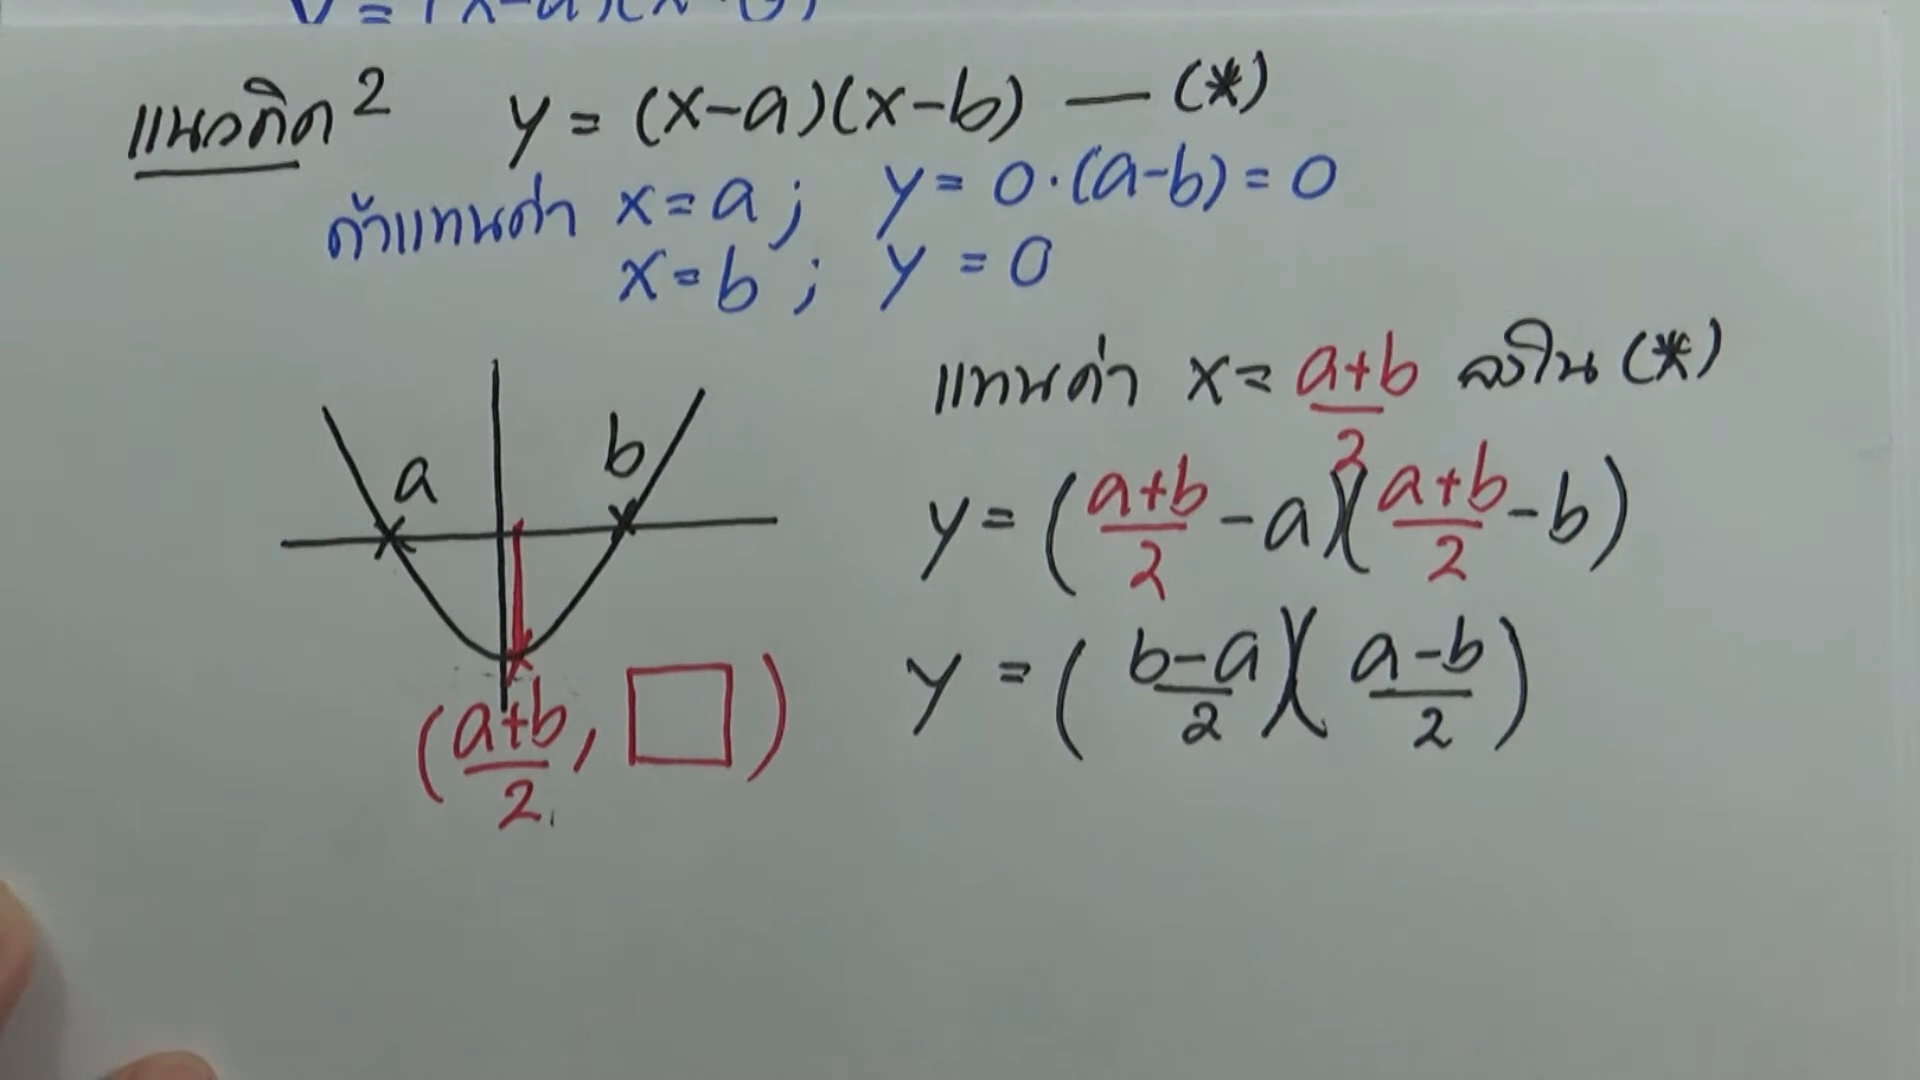 y = (x-a)(x-b)
แนวคิด 2 y = (x-a)(x-b) — (*)
ถ้าแทนค่า x = a ; y = 0·(a-b) = 0
x = b ; y = 0
แทนค่า x = a+b/2 ลงใน (*)
a b
y = (a+b/2 - a)(a+b/2 - b)
y = (b-a/2)(a-b/2)
(a+b/2, □)